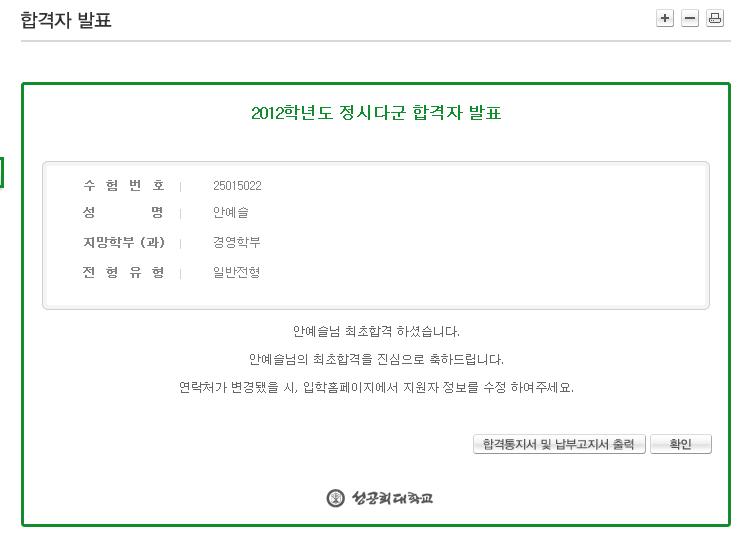 합격자 발표
2012학년도 정시다군 합격자 발표
수 험 번 호 | 25015022
성 명 | 안예슬
지망학부 (과) | 경영학부
전 형 유 형 | 일반전형
안예슬님 최초합격 하셨습니다.
안예슬님의 최초합격을 진심으로 축하드립니다.
연락처가 변경됐을 시, 입학홈페이지에서 지원자 정보를 수정 하여주세요.
합격통지서 및 납부고지서 출력 확인
성공회대학교